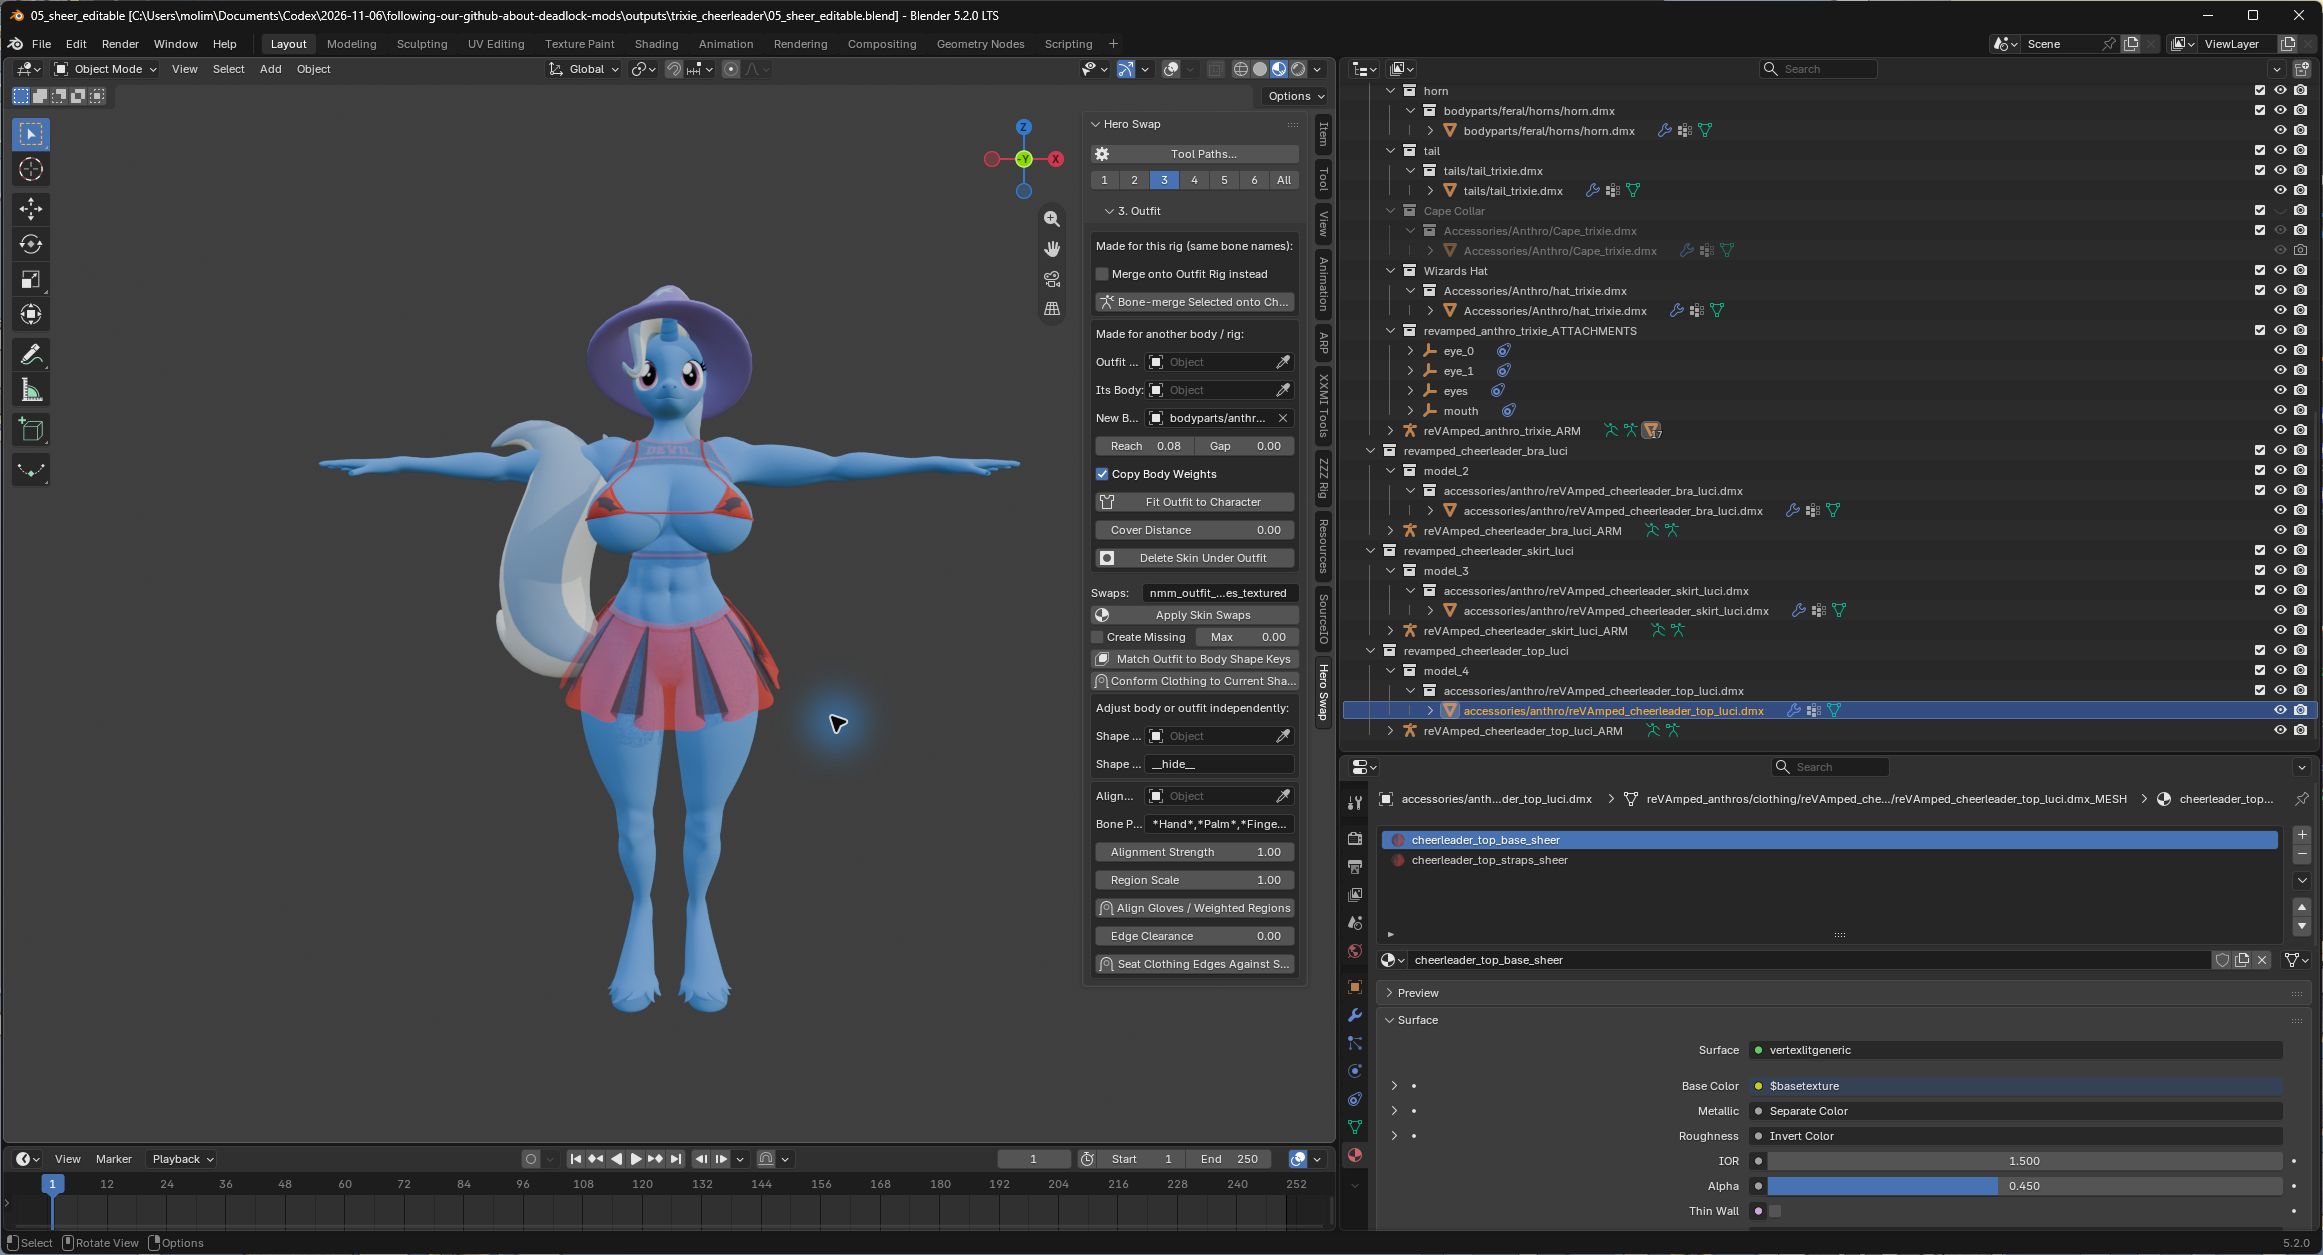 05_sheer_editable [C:\Users\molim\Documents\Codex\2026-11-06\following-our-github-about-deadlock-mods\outputs\trixie_cheerleader\05_sheer_editable.blend] - Blender 5.2.0 LTS
File Edit Render Window Help Layout Modeling Sculpting UV Editing Texture Paint Shading Animation Rendering Compositing Geometry Nodes Scripting + Scene ViewLayer
Object Mode View Select Add Object Global
Options
Z
-Y
X
DEVIL
Hero Swap
Tool Paths...
1 2 3 4 5 6 All
3. Outfit
Made for this rig (same bone names):
Merge onto Outfit Rig instead
Bone-merge Selected onto Ch...
Made for another body / rig:
Outfit ... Object
Its Body: Object
New B... bodyparts/anthr...
Reach 0.08 Gap 0.00
Copy Body Weights
Fit Outfit to Character
Cover Distance 0.00
Delete Skin Under Outfit
Swaps: nmm_outfit_...es_textured
Apply Skin Swaps
Create Missing Max 0.00
Match Outfit to Body Shape Keys
Conform Clothing to Current Sha...
Adjust body or outfit independently:
Shape ... Object
Shape ... __hide__
Align... Object
Bone P... *Hand*,*Palm*,*Finge...
Alignment Strength 1.00
Region Scale 1.00
Align Gloves / Weighted Regions
Edge Clearance 0.00
Seat Clothing Edges Against S...
Item
Tool
View
Animation
ARP
XXMI Tools
ZZZ Rig
Resources
SourceIO
Hero Swap
Search
horn
bodyparts/feral/horns/horn.dmx
bodyparts/feral/horns/horn.dmx
tail
tails/tail_trixie.dmx
tails/tail_trixie.dmx
Cape Collar
Accessories/Anthro/Cape_trixie.dmx
Accessories/Anthro/Cape_trixie.dmx
Wizards Hat
Accessories/Anthro/hat_trixie.dmx
Accessories/Anthro/hat_trixie.dmx
revamped_anthro_trixie_ATTACHMENTS
eye_0
eye_1
eyes
mouth
reVAmped_anthro_trixie_ARM 17
revamped_cheerleader_bra_luci
model_2
accessories/anthro/reVAmped_cheerleader_bra_luci.dmx
accessories/anthro/reVAmped_cheerleader_bra_luci.dmx
reVAmped_cheerleader_bra_luci_ARM
revamped_cheerleader_skirt_luci
model_3
accessories/anthro/reVAmped_cheerleader_skirt_luci.dmx
accessories/anthro/reVAmped_cheerleader_skirt_luci.dmx
reVAmped_cheerleader_skirt_luci_ARM
revamped_cheerleader_top_luci
model_4
accessories/anthro/reVAmped_cheerleader_top_luci.dmx
accessories/anthro/reVAmped_cheerleader_top_luci.dmx
reVAmped_cheerleader_top_luci_ARM
Search
accessories/anth...der_top_luci.dmx reVAmped_anthros/clothing/reVAmped_che.../reVAmped_cheerleader_top_luci.dmx_MESH cheerleader_top...
cheerleader_top_base_sheer
cheerleader_top_straps_sheer
cheerleader_top_base_sheer
Preview
Surface
Surface vertexlitgeneric
Base Color $basetexture
Metallic Separate Color
Roughness Invert Color
IOR 1.500
Alpha 0.450
Thin Wall
View Marker Playback 1 Start 1 End 250
1 12 24 36 48 60 72 84 96 108 120 132 144 156 168 180 192 204 216 228 240 252
Select Rotate View Options 5.2.0